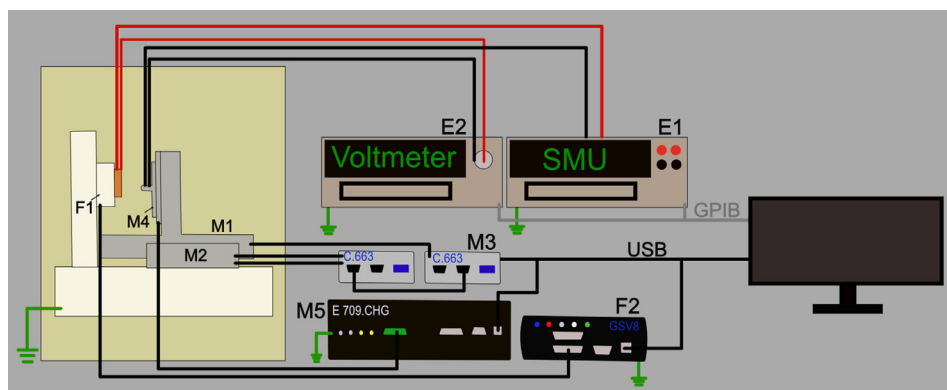 E2
E1
Voltmeter
SMU
F1
M4
M1
GPIB
M2
M3
USB
C.663
C.663
M5
E 709.CHG
F2
GSV8